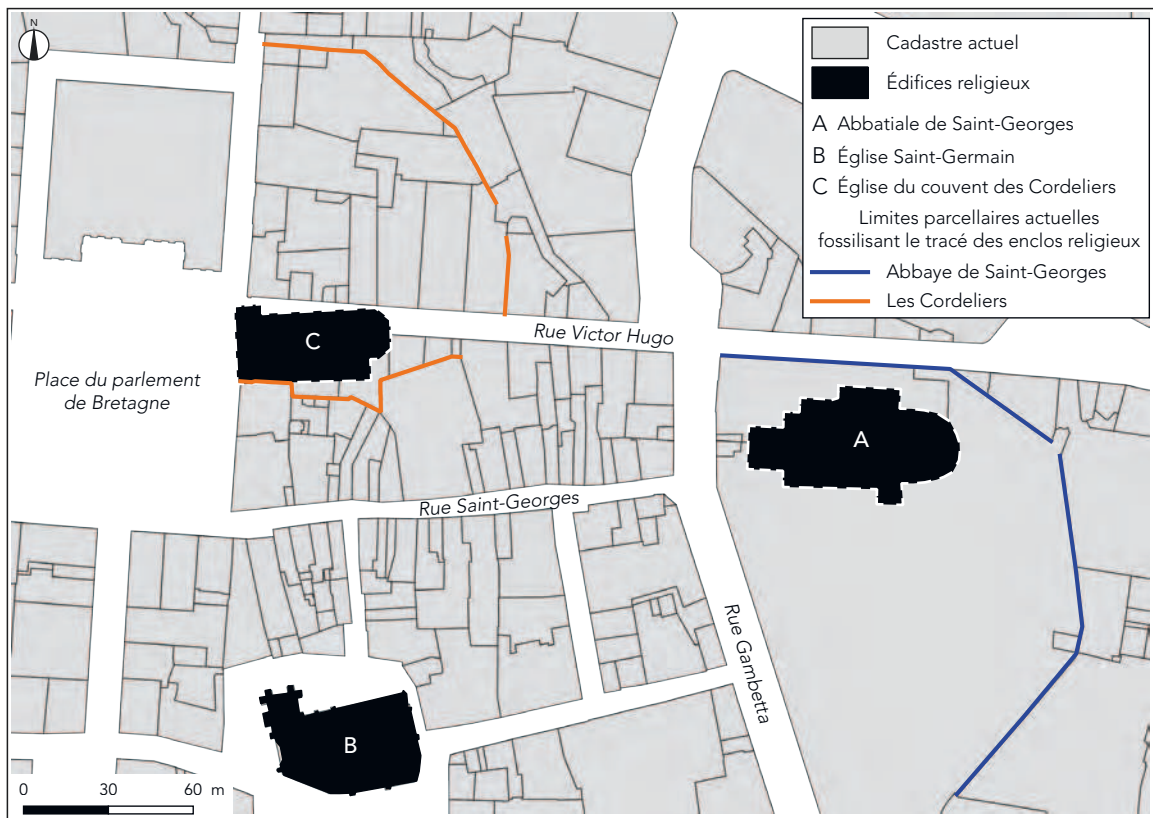 N
Cadastre actuel
Édifices religieux
A Abbatiale de Saint-Georges
B Église Saint-Germain
C Église du couvent des Cordeliers
Limites parcellaires actuelles
fossilisant le tracé des enclos religieux
Abbaye de Saint-Georges
Les Cordeliers
C
Rue Victor Hugo
Place du parlement
de Bretagne
A
Rue Saint-Georges
Rue Gambetta
B
0 30 60 m